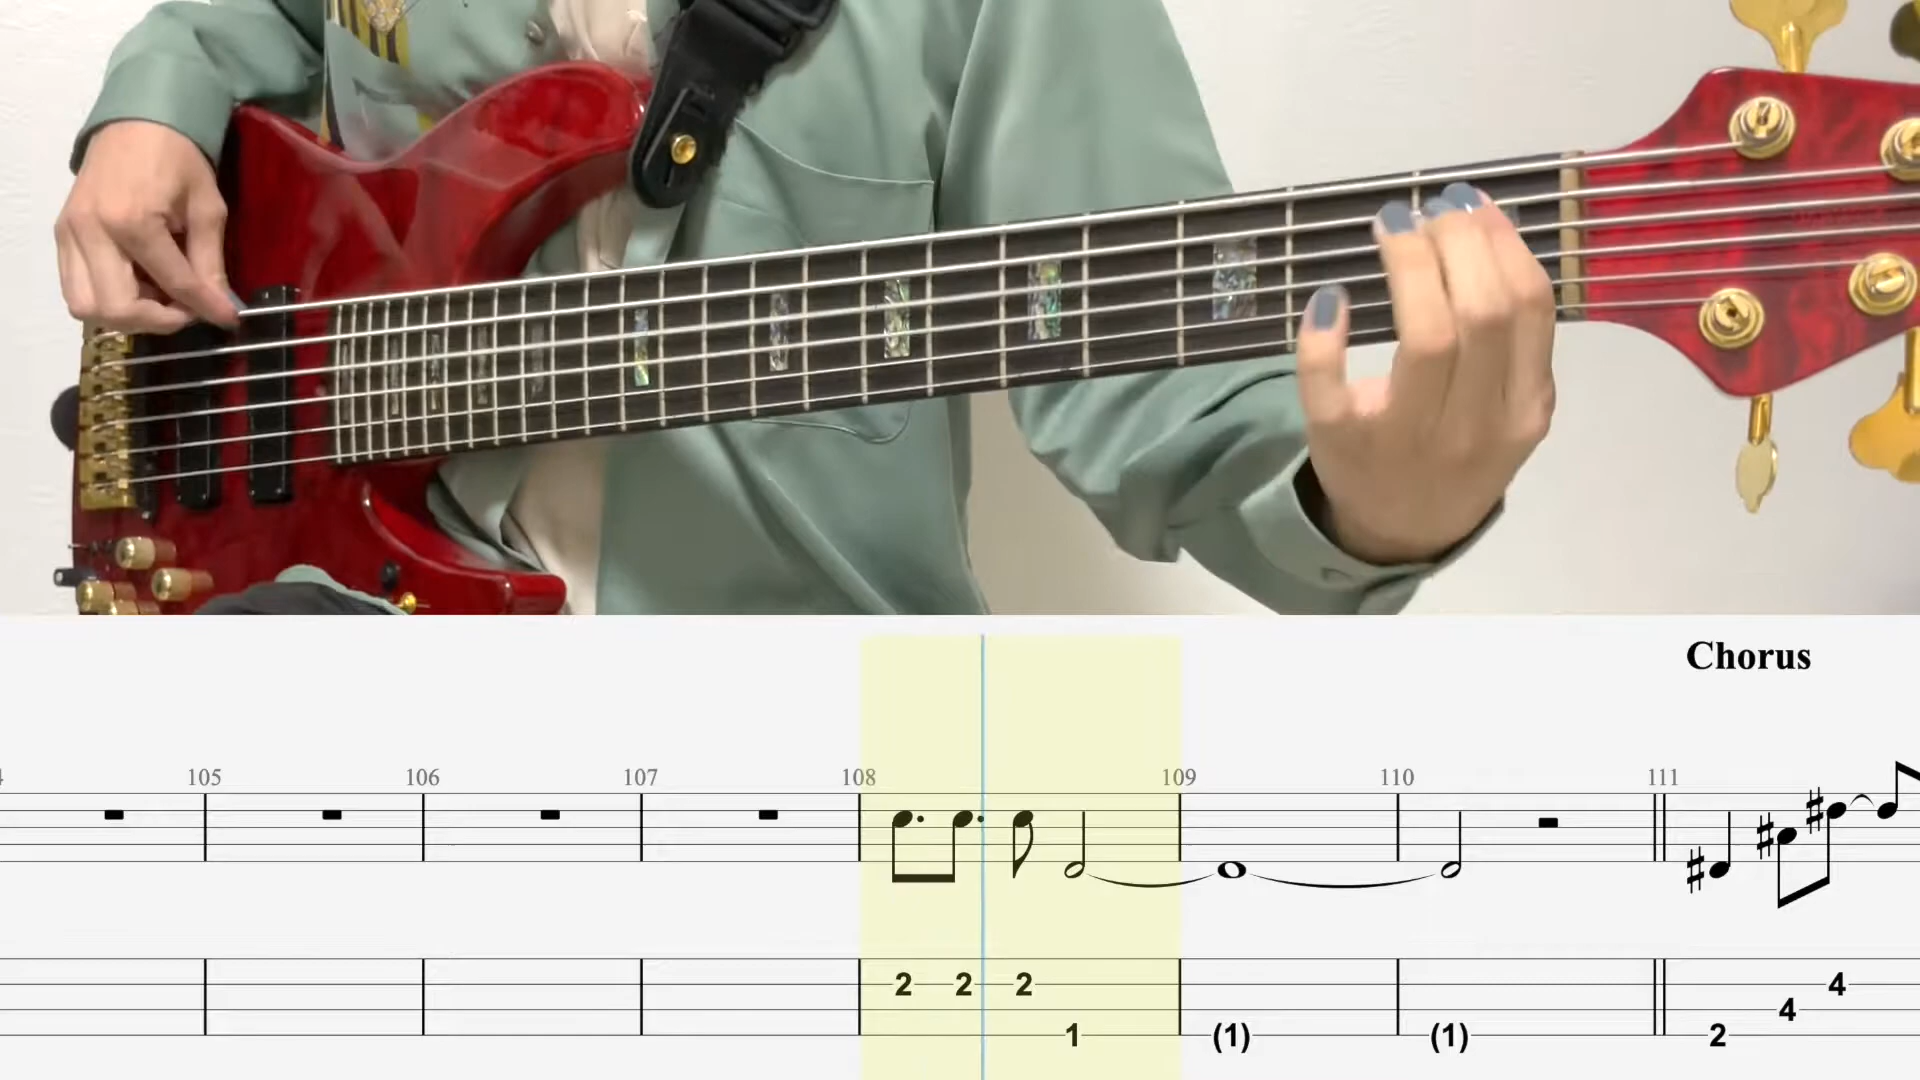 Chorus
105 106 107 108 109 110 111
2 2 2 4
4
1 (1) (1) 2